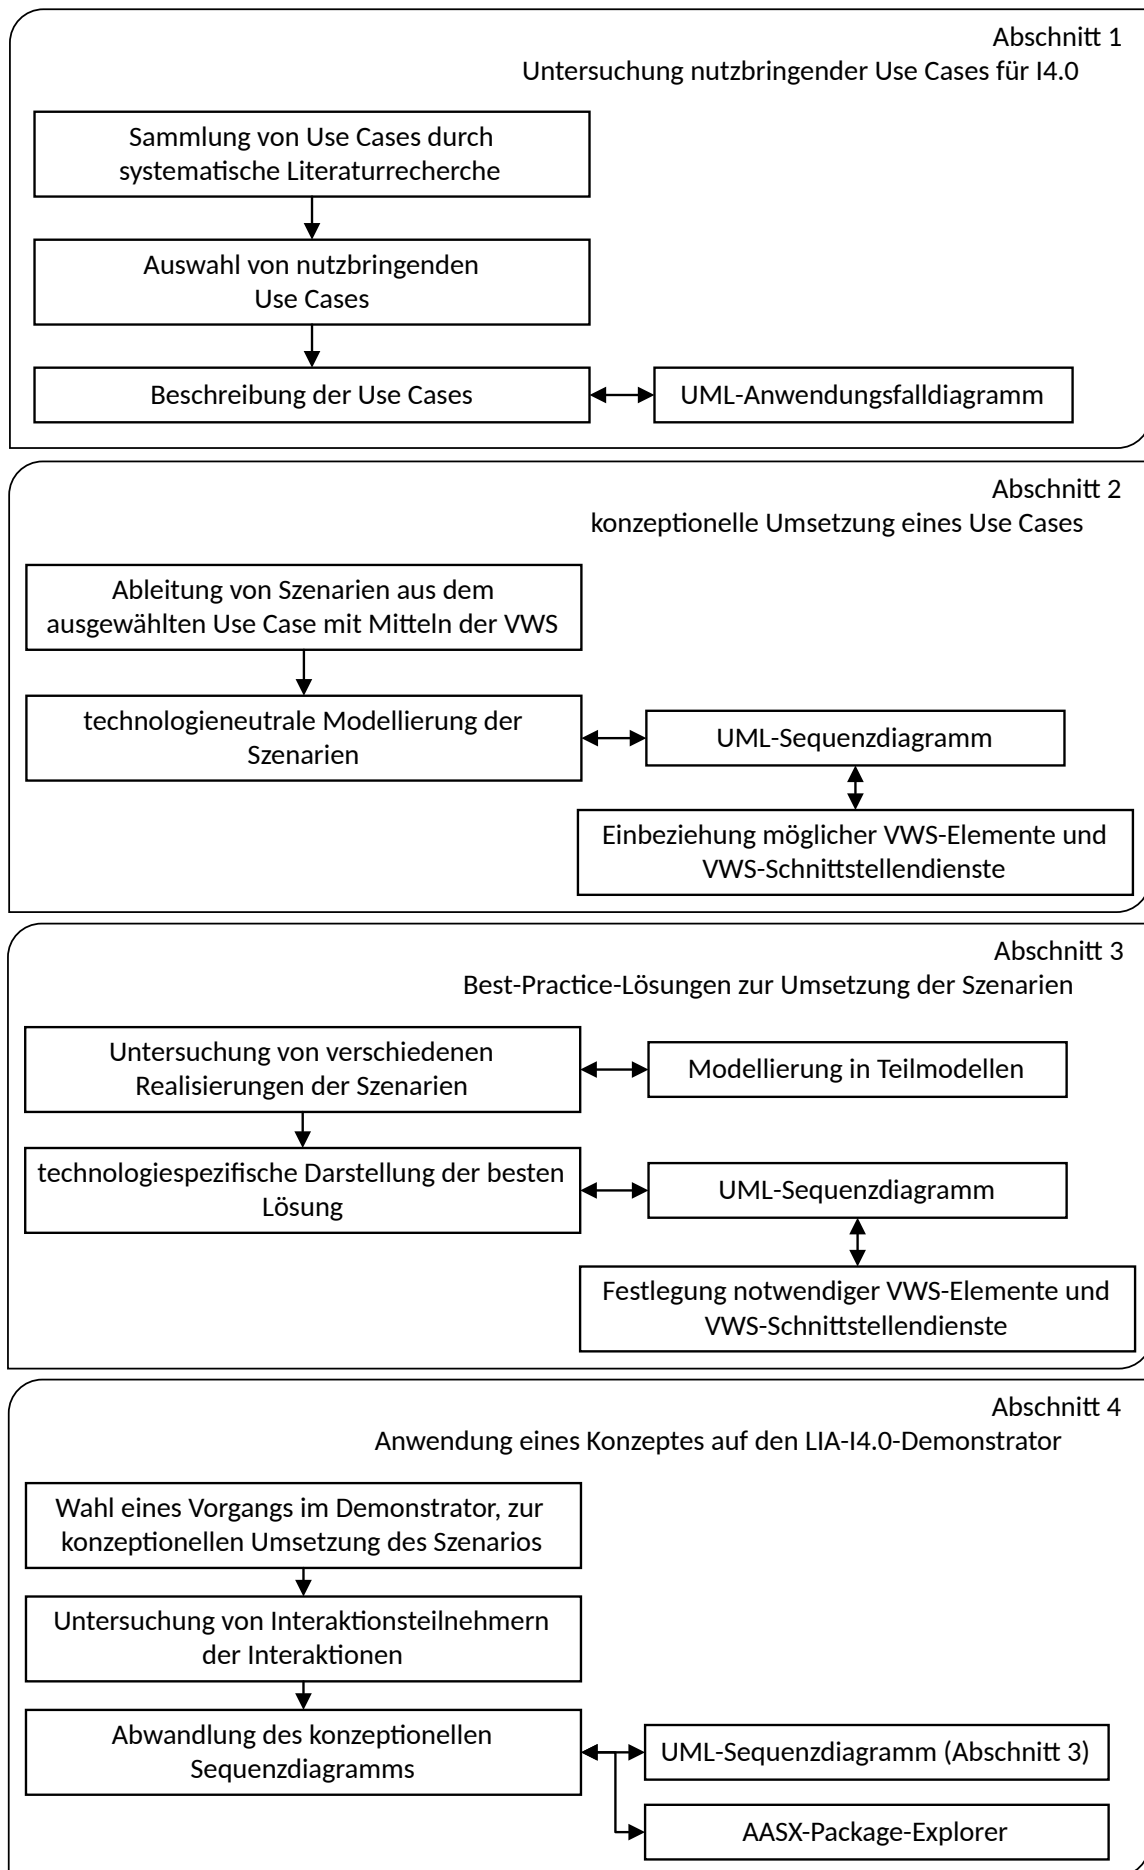 Abschnitt 1
Untersuchung nutzbringender Use Cases für I4.0
Sammlung von Use Cases durch
systematische Literaturrecherche
Auswahl von nutzbringenden
Use Cases
Beschreibung der Use Cases
UML-Anwendungsfalldiagramm
Abschnitt 2
konzeptionelle Umsetzung eines Use Cases
Ableitung von Szenarien aus dem
ausgewählten Use Case mit Mitteln der VWS
technologieneutrale Modellierung der
Szenarien
UML-Sequenzdiagramm
Einbeziehung möglicher VWS-Elemente und
VWS-Schnittstellendienste
Abschnitt 3
Best-Practice-Lösungen zur Umsetzung der Szenarien
Untersuchung von verschiedenen
Realisierungen der Szenarien
Modellierung in Teilmodellen
technologiespezifische Darstellung der besten
Lösung
UML-Sequenzdiagramm
Festlegung notwendiger VWS-Elemente und
VWS-Schnittstellendienste
Abschnitt 4
Anwendung eines Konzeptes auf den LIA-I4.0-Demonstrator
Wahl eines Vorgangs im Demonstrator, zur
konzeptionellen Umsetzung des Szenarios
Untersuchung von Interaktionsteilnehmern
der Interaktionen
Abwandlung des konzeptionellen
Sequenzdiagramms
UML-Sequenzdiagramm (Abschnitt 3)
AASX-Package-Explorer